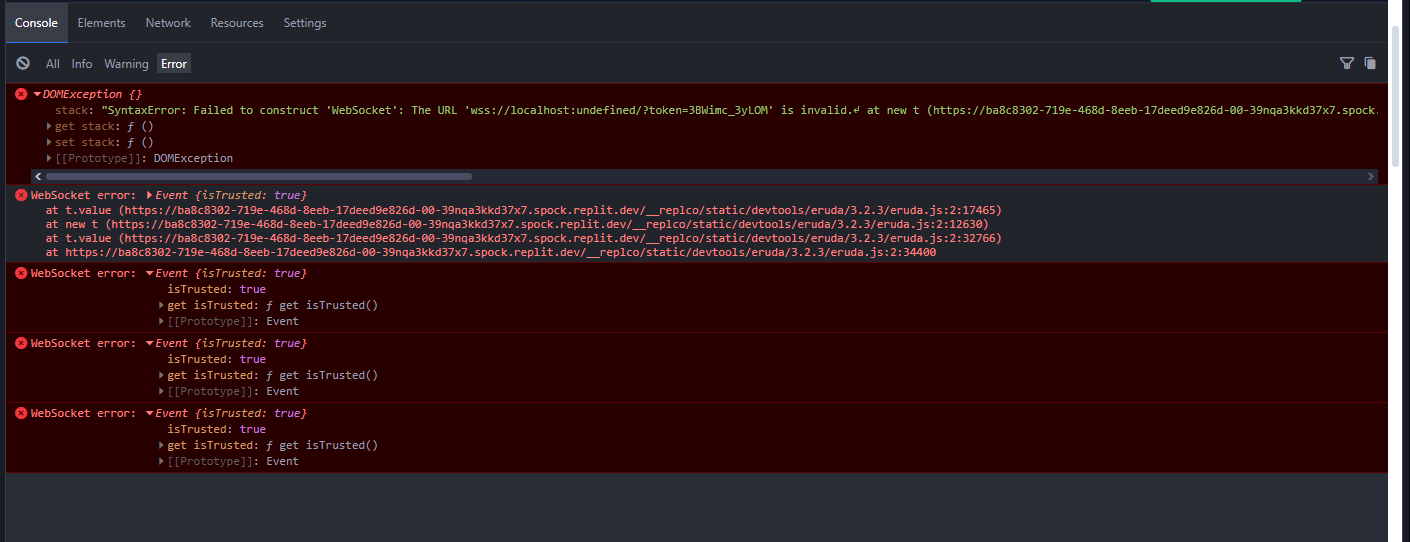 Console Elements Network Resources Settings
All Info Warning Error
DOMException {}
stack: "SyntaxError: Failed to construct 'WebSocket': The URL 'wss://localhost:undefined/?token=3BWimc_3yLOM' is invalid.↵ at new t (https://ba8c8302-719e-468d-8eeb-17deed9e826d-00-39nqa3kkd37x7.spock.
get stack: ƒ ()
set stack: ƒ ()
[[Prototype]]: DOMException
WebSocket error: Event {isTrusted: true}
at t.value (https://ba8c8302-719e-468d-8eeb-17deed9e826d-00-39nqa3kkd37x7.spock.replit.dev/__replco/static/devtools/eruda/3.2.3/eruda.js:2:17465)
at new t (https://ba8c8302-719e-468d-8eeb-17deed9e826d-00-39nqa3kkd37x7.spock.replit.dev/__replco/static/devtools/eruda/3.2.3/eruda.js:2:12630)
at t.value (https://ba8c8302-719e-468d-8eeb-17deed9e826d-00-39nqa3kkd37x7.spock.replit.dev/__replco/static/devtools/eruda/3.2.3/eruda.js:2:32766)
at https://ba8c8302-719e-468d-8eeb-17deed9e826d-00-39nqa3kkd37x7.spock.replit.dev/__replco/static/devtools/eruda/3.2.3/eruda.js:2:34400
WebSocket error: Event {isTrusted: true}
isTrusted: true
get isTrusted: ƒ get isTrusted()
[[Prototype]]: Event
WebSocket error: Event {isTrusted: true}
isTrusted: true
get isTrusted: ƒ get isTrusted()
[[Prototype]]: Event
WebSocket error: Event {isTrusted: true}
isTrusted: true
get isTrusted: ƒ get isTrusted()
[[Prototype]]: Event